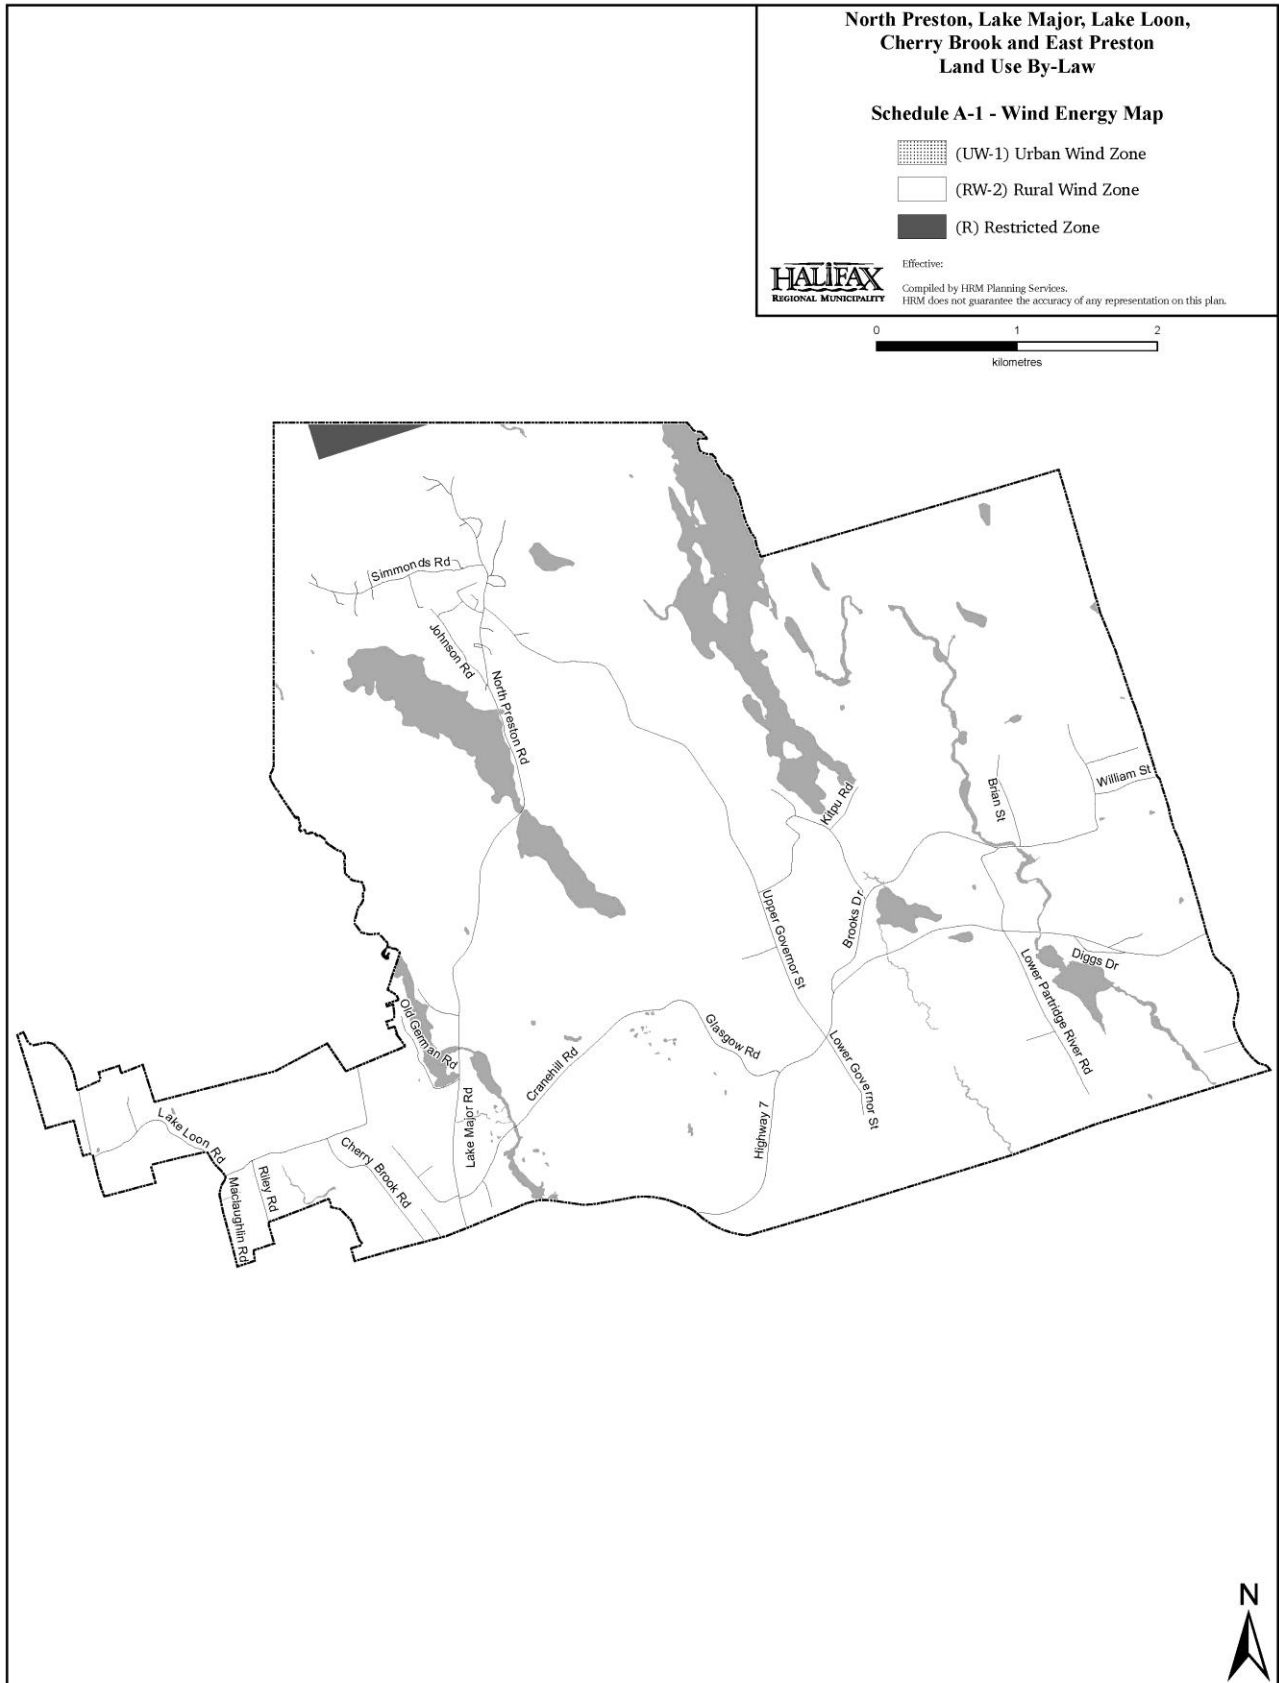 North Preston, Lake Major, Lake Loon,
Cherry Brook and East Preston
Land Use By-Law
Schedule A-1 - Wind Energy Map
(UW-1) Urban Wind Zone
(RW-2) Rural Wind Zone
(R) Restricted Zone
HALIFAX
REGIONAL MUNICIPALITY
Effective:
Compiled by HRM Planning Services.
HRM does not guarantee the accuracy of any representation on this plan.
0 1 2
kilometres
Simmonds Rd
Johnson Rd
North Preston Rd
William St
Brian St
Kitpu Rd
Upper Governor St
Brooks Dr
Diggs Dr
Lower Partridge River Rd
Old German Rd
Glasgow Rd
Lower Governor St
Cranehill Rd
Lake Major Rd
Highway 7
Lake Loon Rd
Cherry Brook Rd
Riley Rd
Maclaughlin Rd
N